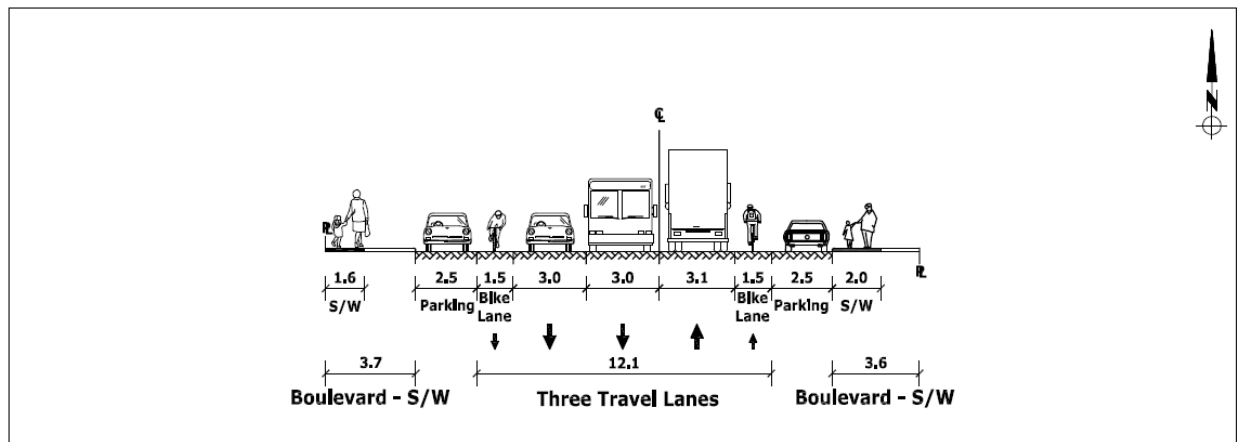 N
℄
⅊
1.6 2.5 1.5 3.0 3.0 3.1 1.5 2.5 2.0
S/W Parking Bike Lane Bike Lane Parking S/W
⅊
3.7 12.1 3.6
Boulevard - S/W Three Travel Lanes Boulevard - S/W